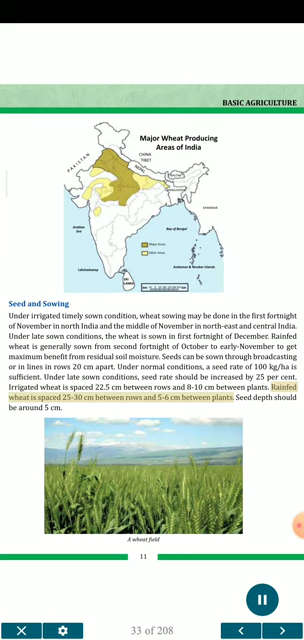 BASIC AGRICULTURE
Major Wheat Producing
Areas of India
PAKISTAN
CHINA
TIBET
NEPAL
Arabian
Sea
Bay of Bengal
Lakshadweep
Andaman & Nicobar Islands
SRI
LANKA
Major Areas
Other Areas
Seed and Sowing
Under irrigated timely sown condition, wheat sowing may be done in the first fortnight
of November in north India and the middle of November in north-east and central India.
Under late sown conditions, the wheat is sown in first fortnight of December. Rainfed
wheat is generally sown from second fortnight of October to early-November to get
maximum benefit from residual soil moisture. Seeds can be sown through broadcasting
or in lines in rows 20 cm apart. Under normal conditions, a seed rate of 100 kg/ha is
sufficient. Under late sown conditions, seed rate should be increased by 25 per cent.
Irrigated wheat is spaced 22.5 cm between rows and 8-10 cm between plants. Rainfed
wheat is spaced 25-30 cm between rows and 5-6 cm between plants. Seed depth should
be around 5 cm.
A wheat field
11
33 of 208